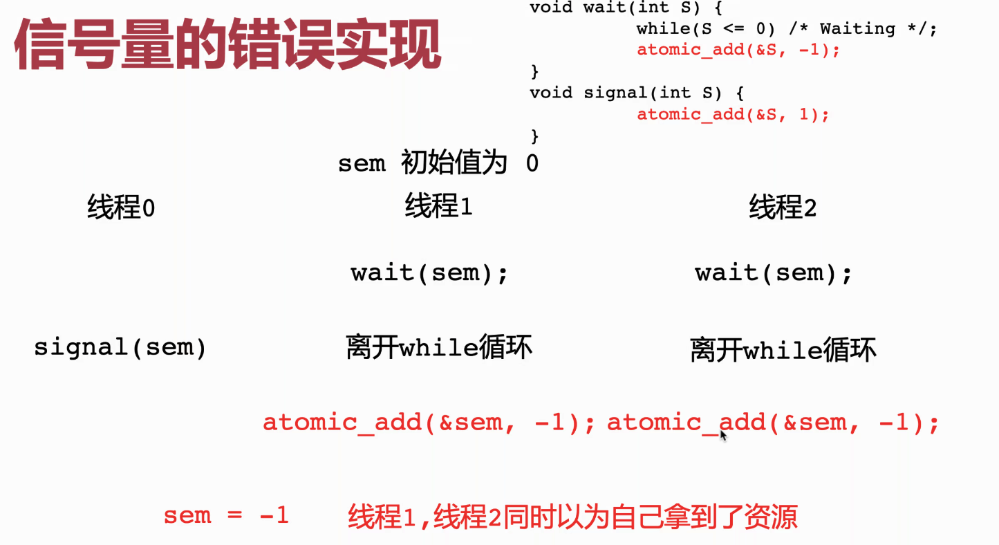 信号量的错误实现
void wait(int S) {
while(S <= 0) /* Waiting */;
atomic_add(&S, -1);
}
void signal(int S) {
atomic_add(&S, 1);
}
sem 初始值为 0
线程0 线程1 线程2
wait(sem); wait(sem);
signal(sem) 离开while循环 离开while循环
atomic_add(&sem, -1); atomic_add(&sem, -1);
sem = -1 线程1,线程2同时以为自己拿到了资源